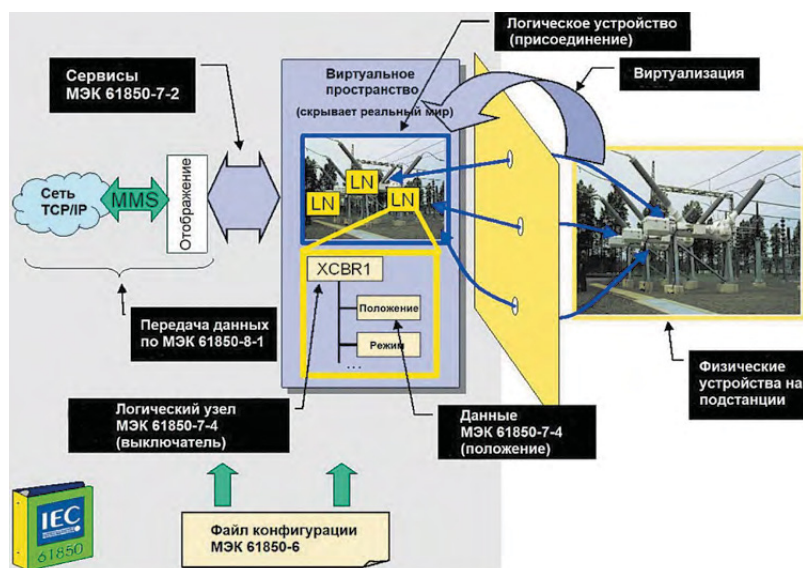 Логическое устройство
(присоединение)
Сервисы
МЭК 61850-7-2
Виртуальное
пространство
(скрывает реальный мир)
Виртуализация
Сеть
TCP/IP
MMS
Отображение
LN
LN
LN
XCBR1
Положение
Режим
...
Передача данных
по МЭК 61850-8-1
Физические
устройства на
подстанции
Логический узел
МЭК 61850-7-4
(выключатель)
Данные
МЭК 61850-7-4
(положение)
Файл конфигурации
МЭК 61850-6
IEC
61850